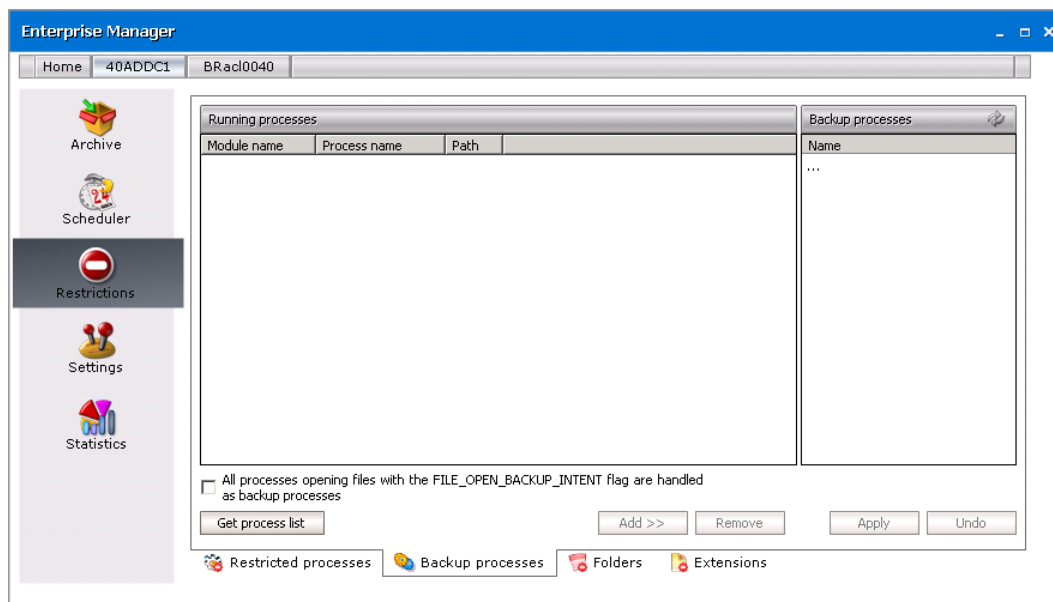 Enterprise Manager
Home 40ADDC1 BRacl0040
Archive
Scheduler
Restrictions
Settings
Statistics
Running processes
Module name Process name Path
Backup processes
Name
...
All processes opening files with the FILE_OPEN_BACKUP_INTENT flag are handled
as backup processes
Get process list Add >> Remove Apply Undo
Restricted processes Backup processes Folders Extensions